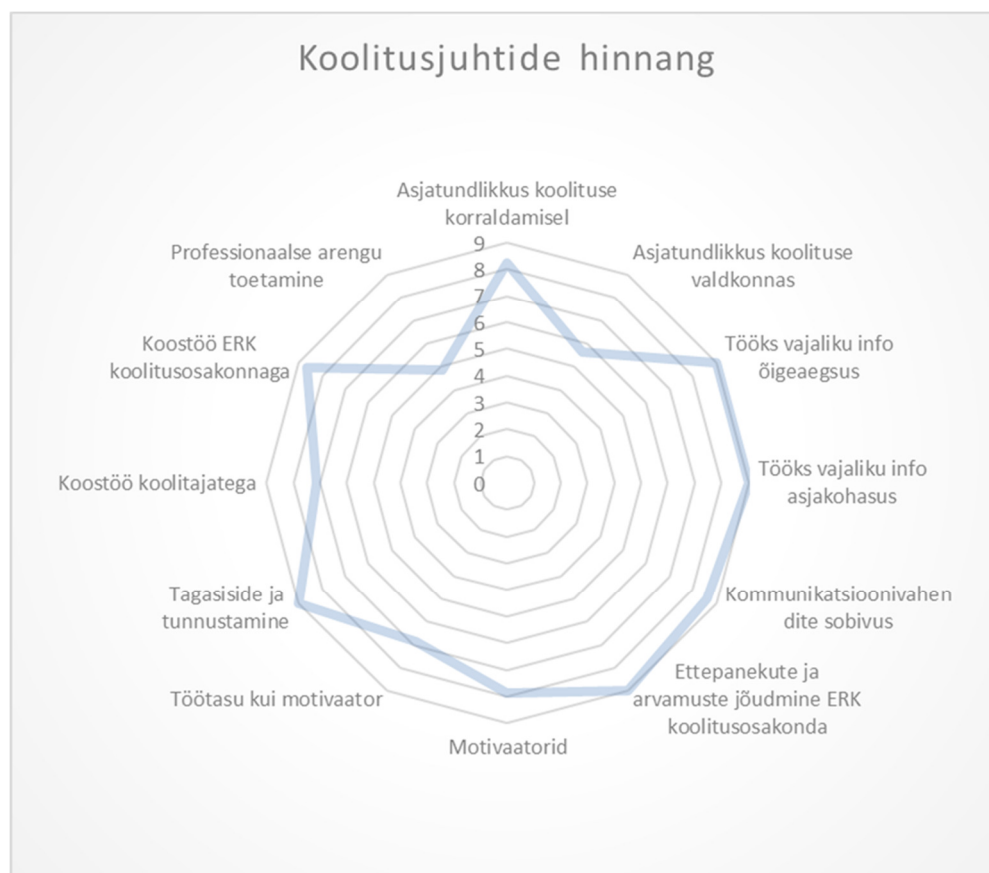 Koolitusjuhtide hinnang
Asjatundlikkus koolituse
korraldamisel
Asjatundlikkus koolituse
valdkonnas
Tööks vajaliku info
õigeaegsus
Tööks vajaliku info
asjakohasus
Kommunikatsioonivahen
dite sobivus
Ettepanekute ja
arvamuste jõudmine ERK
koolitusosakonda
Motivaatorid
Töötasu kui motivaator
Tagasiside ja
tunnustamine
Koostöö koolitajatega
Koostöö ERK
koolitusosakonnaga
Professionaalse arengu
toetamine
9
8
7
6
5
4
3
2
1
0